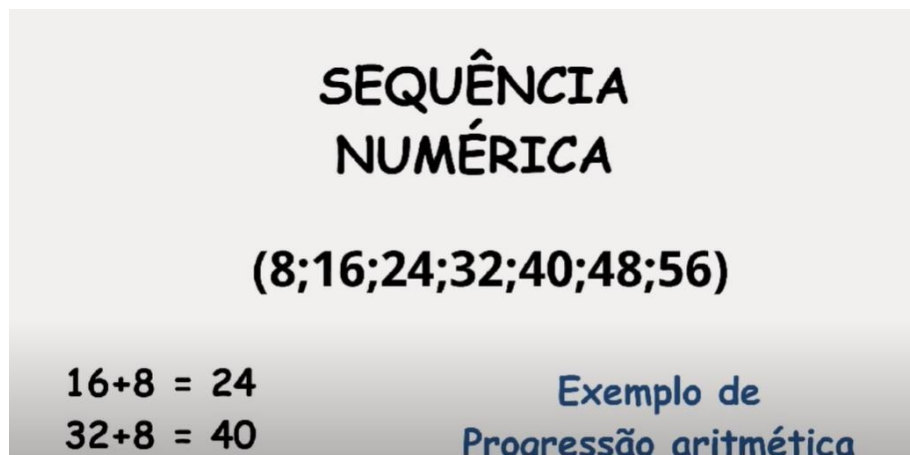 SEQUÊNCIA
NUMÉRICA
(8;16;24;32;40;48;56)
16+8 = 24
32+8 = 40
Exemplo de
Progressão aritmética